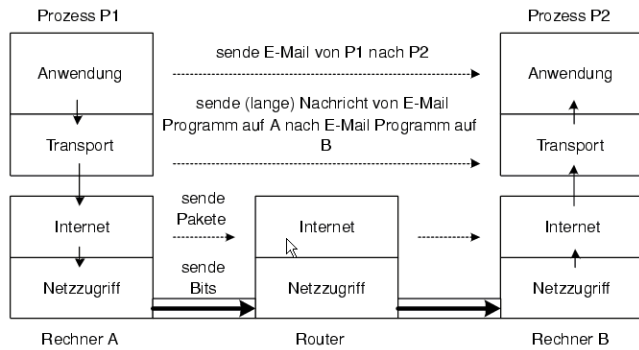 Prozess P1
Prozess P2
Anwendung
sende E-Mail von P1 nach P2
Anwendung
sende (lange) Nachricht von E-Mail
Programm auf A nach E-Mail Programm auf
B
Transport
Transport
sende
Pakete
Internet
Internet
Internet
sende
Bits
Netzzugriff
Netzzugriff
Netzzugriff
Rechner A
Router
Rechner B